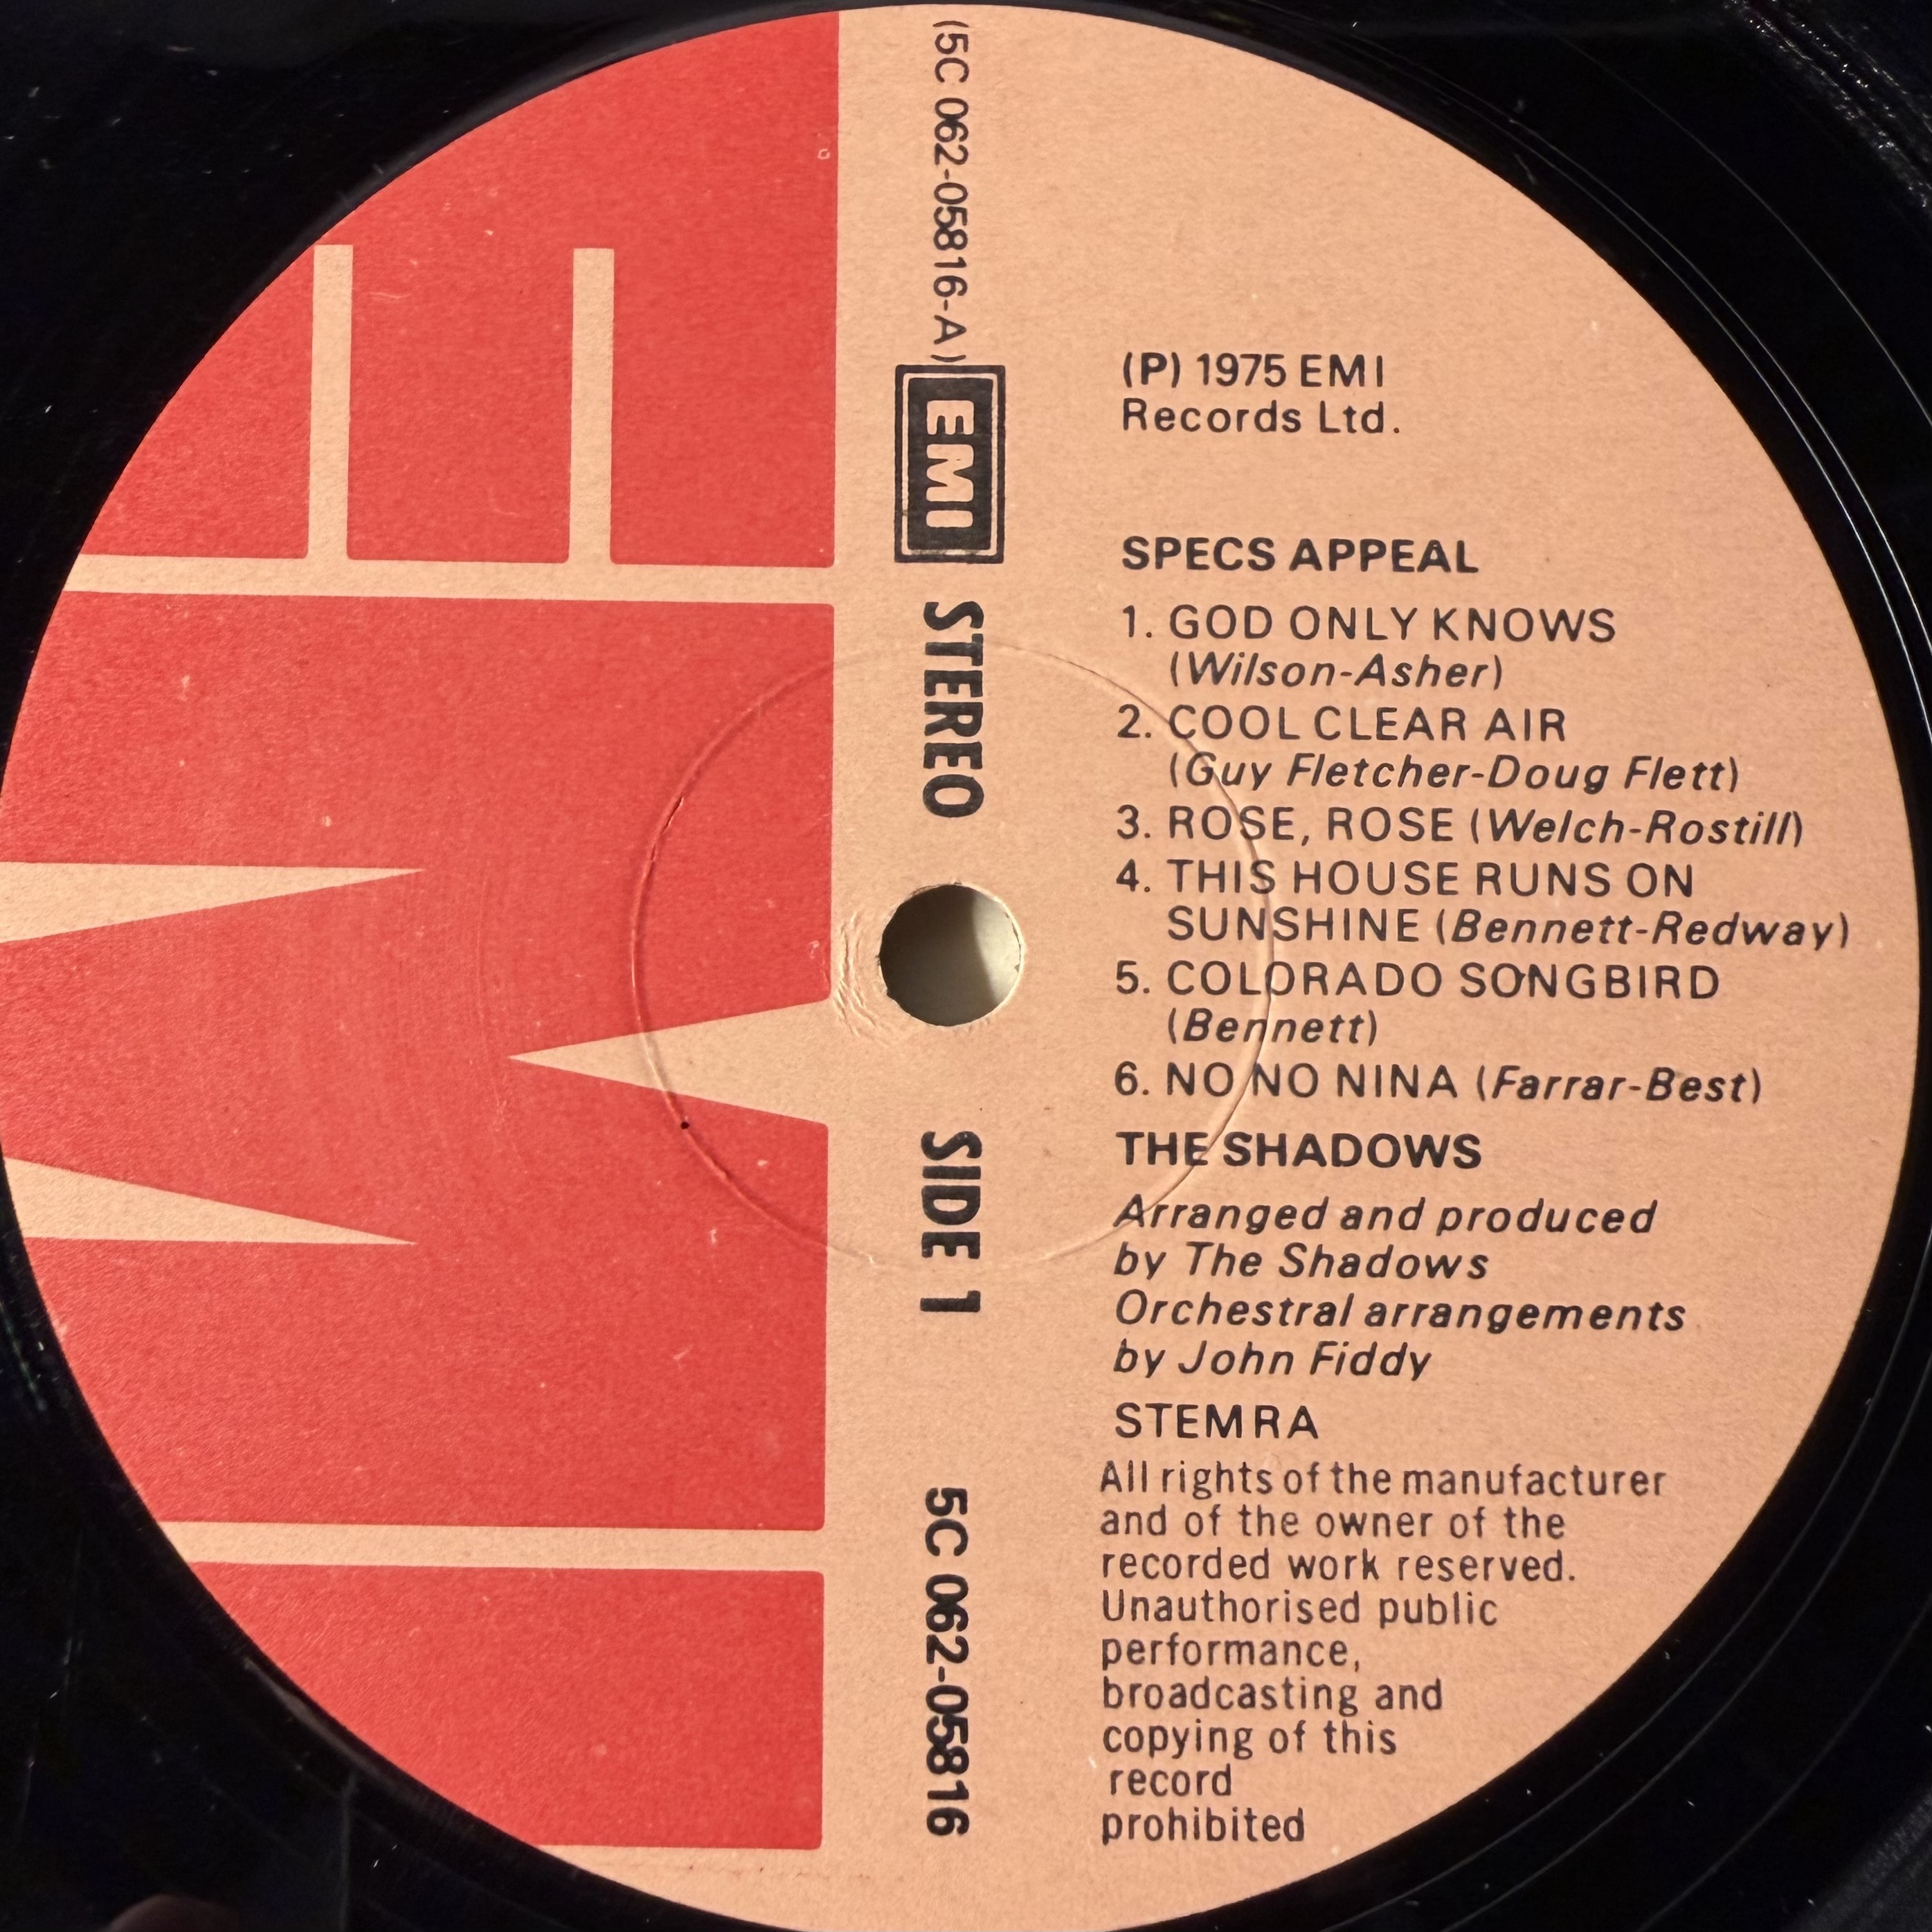 (5C 062-05816-A)
EMI
STEREO
SIDE 1
5C 062-05816
(P) 1975 EMI
Records Ltd.
SPECS APPEAL
1. GOD ONLY KNOWS
(Wilson-Asher)
2. COOL CLEAR AIR
(Guy Fletcher-Doug Flett)
3. ROSE, ROSE (Welch-Rostill)
4. THIS HOUSE RUNS ON
SUNSHINE (Bennett-Redway)
5. COLORADO SONGBIRD
(Bennett)
6. NO NO NINA (Farrar-Best)
THE SHADOWS
Arranged and produced
by The Shadows
Orchestral arrangements
by John Fiddy
STEMRA
All rights of the manufacturer
and of the owner of the
recorded work reserved.
Unauthorised public
performance,
broadcasting and
copying of this
record
prohibited